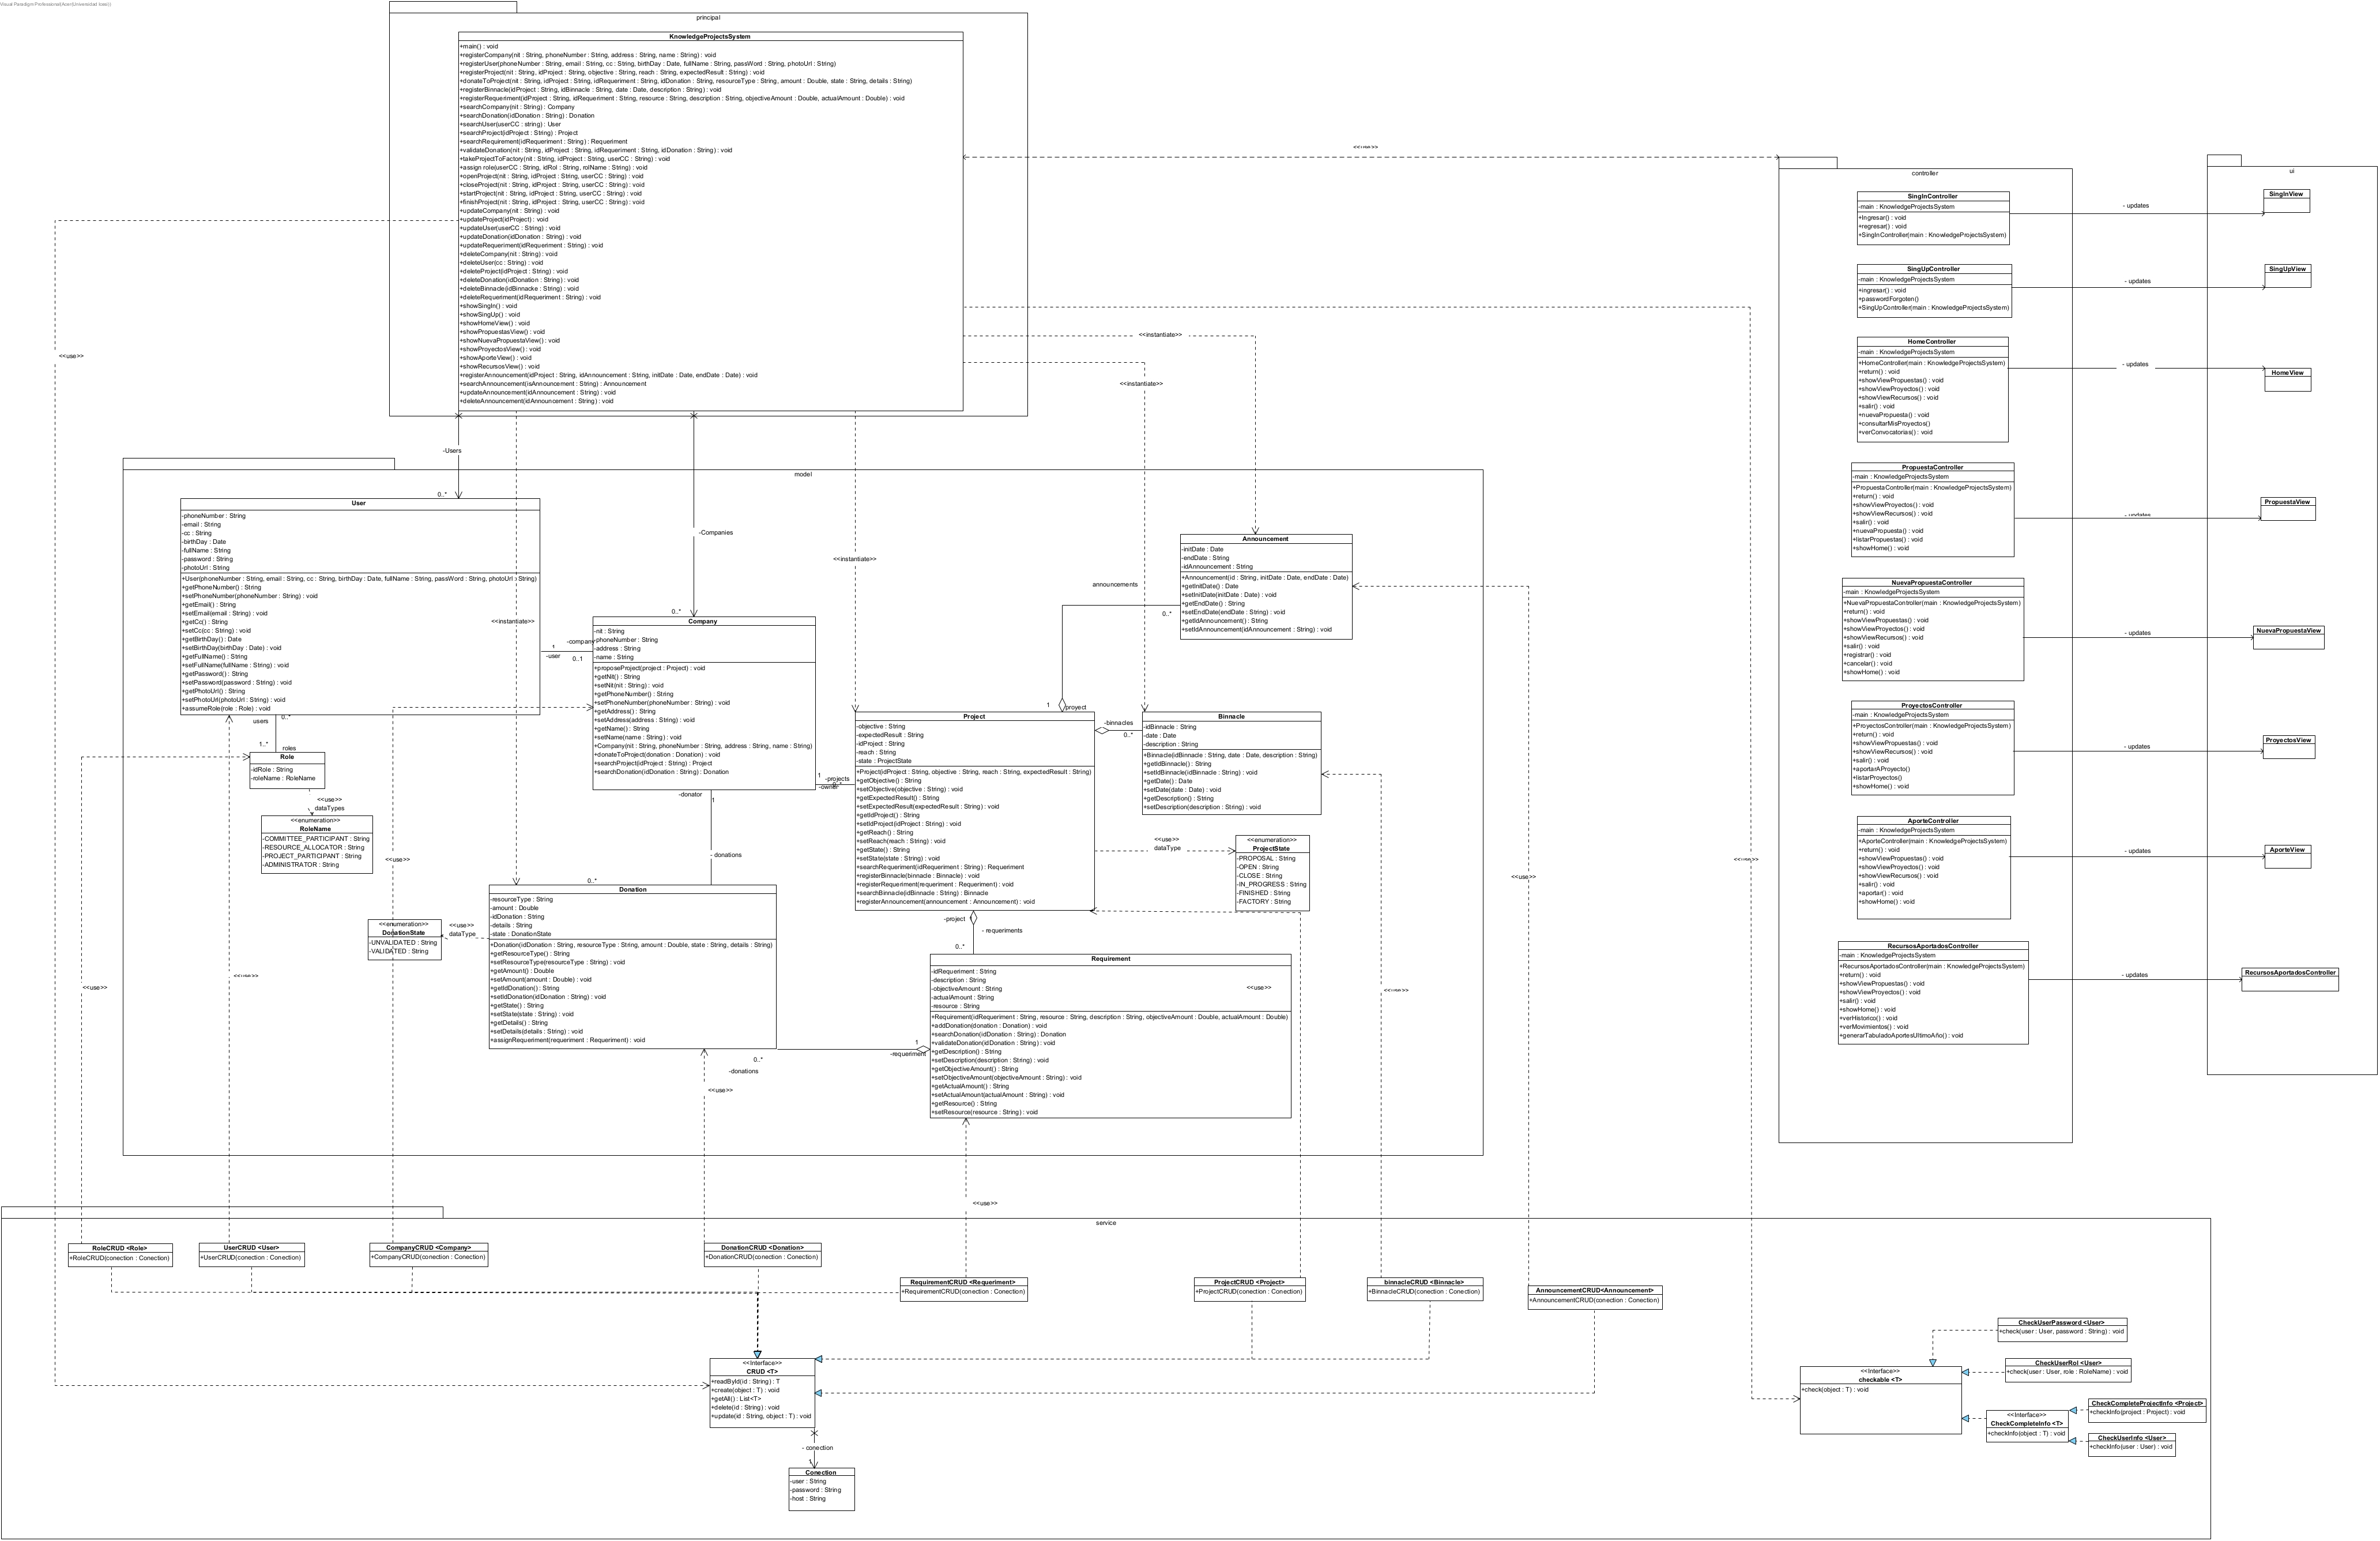 Visual Paradigm Professional(Ana(Universidad Icesi))
principal
KnowledgeProjectsSystem
+main() : void
+registerCompany(nit : String, phoneNumber : String, address : String, name : String) : void
+registerUser(phoneNumber : String, email : String, cc : String, birthDay : Date, fullName : String, passWord : String, photoUrl : String)
+registerProject(nit : String, idProject : String, objective : String, reach : String, expectedResult : String) : void
+donateToProject(nit : String, idProject : String, idRequeriment : String, idDonation : String, resourceType : String, amount : Double, state : String, details : String)
+registerBinnacle(idProject : String, idBinnacle : String, date : Date, description : String) : void
+registerRequeriment(idProject : String, idRequeriment : String, resource : String, description : String, objectiveAmount : Double, actualAmount : Double) : void
+searchCompany(nit : String) : Company
+searchDonation(idDonation : String) : Donation
+searchUser(userCC : string) : User
+searchProject(idProject : String) : Project
+searchRequirement(idRequeriment : String) : Requeriment
+validateDonation(nit : String, idProject : String, idRequeriment : String, idDonation : String) : void
+takeProjectToFactory(nit : String, idProject : String, userCC : String) : void
+assign role(userCC : String, idRol : String, rolName : String) : void
+openProject(nit : String, idProject : String, userCC : String) : void
+closeProject(nit : String, idProject : String, userCC : String) : void
+startProject(nit : String, idProject : String, userCC : String) : void
+finishProject(nit : String, idProject : String, userCC : String) : void
+updateCompany(nit : String) : void
+updateProject(idProject) : void
+updateUser(userCC : String) : void
+updateDonation(idDonation : String) : void
+updateRequeriment(idRequeriment : String) : void
+deleteCompany(nit : String) : void
+deleteUser(cc : String) : void
+deleteProject(idProject : String) : void
+deleteDonation(idDonation : String) : void
+deleteBinnacle(idBinnacke : String) : void
+deleteRequeriment(idRequeriment : String) : void
+showSingIn() : void
+showSingUp() : void
+showHomeView() : void
+showPropuestasView() : void
+showNuevaPropuestaView() : void
+showProyectosView() : void
+showAporteView() : void
+showRecursosView() : void
+registerAnnouncement(idProject : String, idAnnouncement : String, initDate : Date, endDate : Date) : void
+searchAnnouncement(isAnnouncement : String) : Announcement
+updateAnnouncement(idAnnouncement : String) : void
+deleteAnnouncement(idAnnouncement : String) : void
<<use>>
<<use>>
<<instantiate>>
<<instantiate>>
<<instantiate>>
<<instantiate>>
<<use>>
-Users
0..*
-Companies
0..*
model
User
-phoneNumber : String
-email : String
-cc : String
-birthDay : Date
-fullName : String
-password : String
-photoUrl : String
+User(phoneNumber : String, email : String, cc : String, birthDay : Date, fullName : String, passWord : String, photoUrl : String)
+getPhoneNumber() : String
+setPhoneNumber(phoneNumber : String) : void
+getEmail() : String
+setEmail(email : String) : void
+getCc() : String
+setCc(cc : String) : void
+getBirthDay() : Date
+setBirthDay(birthDay : Date) : void
+getFullName() : String
+setFullName(fullName : String) : void
+getPassword() : String
+setPassword(password : String) : void
+getPhotoUrl() : String
+setPhotoUrl(photoUrl : String) : void
+assumeRole(role : Role) : void
users
0..*
1..*
roles
1
-user
-company
0..1
Role
-idRole : String
-roleName : RoleName
<<use>>
dataTypes
<<enumeration>>
RoleName
-COMMITTEE_PARTICIPANT : String
-RESOURCE_ALLOCATOR : String
-PROJECT_PARTICIPANT : String
-ADMINISTRATOR : String
Company
-nit : String
-phoneNumber : String
-address : String
-name : String
+proposeProject(project : Project) : void
+getNit() : String
+setNit(nit : String) : void
+getPhoneNumber() : String
+setPhoneNumber(phoneNumber : String) : void
+getAddress() : String
+setAddress(address : String) : void
+getName() : String
+setName(name : String) : void
+Company(nit : String, phoneNumber : String, address : String, name : String)
+donateToProject(donation : Donation) : void
+searchProject(idProject : String) : Project
+searchDonation(idDonation : String) : Donation
1
-projects
-owner
0..*
-donator
1
- donations
0..*
Announcement
-initDate : Date
-endDate : String
-idAnnouncement : String
+Announcement(id : String, initDate : Date, endDate : Date)
+getInitDate() : Date
+setInitDate(initDate : Date) : void
+getEndDate() : String
+setEndDate(endDate : String) : void
+getIdAnnouncement() : String
+setIdAnnouncement(idAnnouncement : String) : void
announcements
0..*
1
proyect
Project
-objective : String
-expectedResult : String
-idProject : String
-reach : String
-state : ProjectState
+Project(idProject : String, objective : String, reach : String, expectedResult : String)
+getObjective() : String
+setObjective(objective : String) : void
+getExpectedResult() : String
+setExpectedResult(expectedResult : String) : void
+getIdProject() : String
+setIdProject(idProject : String) : void
+getReach() : String
+setReach(reach : String) : void
+getState() : String
+setState(state : String) : void
+searchRequeriment(idRequeriment : String) : Requeriment
+registerBinnacle(binnacle : Binnacle) : void
+registerRequeriment(requeriment : Requeriment) : void
+searchBinnacle(idBinnacle : String) : Binnacle
+registerAnnouncement(announcement : Announcement) : void
-binnacles
0..*
Binnacle
-idBinnacle : String
-date : Date
-description : String
+Binnacle(idBinnacle : String, date : Date, description : String)
+getIdBinnacle() : String
+setIdBinnacle(idBinnacle : String) : void
+getDate() : Date
+setDate(date : Date) : void
+getDescription() : String
+setDescription(description : String) : void
<<use>>
dataType
<<enumeration>>
ProjectState
-PROPOSAL : String
-OPEN : String
-CLOSE : String
-IN_PROGRESS : String
-FINISHED : String
-FACTORY : String
Donation
-resourceType : String
-amount : Double
-idDonation : String
-details : String
-state : DonationState
+Donation(idDonation : String, resourceType : String, amount : Double, state : String, details : String)
+getResourceType() : String
+setResourceType(resourceType : String) : void
+getAmount() : Double
+setAmount(amount : Double) : void
+getIdDonation() : String
+setIdDonation(idDonation : String) : void
+getState() : String
+setState(state : String) : void
+getDetails() : String
+setDetails(details : String) : void
+assignRequeriment(requeriment : Requeriment) : void
<<use>>
dataType
<<enumeration>>
DonationState
-UNVALIDATED : String
-VALIDATED : String
-project
- requeriments
0..*
Requirement
-idRequeriment : String
-description : String
-objectiveAmount : String
-actualAmount : String
-resource : String
+Requirement(idRequeriment : String, resource : String, description : String, objectiveAmount : Double, actualAmount : Double)
+addDonation(donation : Donation) : void
+searchDonation(idDonation : String) : Donation
+validateDonation(idDonation : String) : void
+getDescription() : String
+setDescription(description : String) : void
+getObjectiveAmount() : String
+setObjectiveAmount(objectiveAmount : String) : void
+getActualAmount() : String
+setActualAmount(actualAmount : String) : void
+getResource() : String
+setResource(resource : String) : void
<<use>>
1
-requeriment
0..*
-donations
<<use>>
<<use>>
<<use>>
<<use>>
<<use>>
<<use>>
<<use>>
controller
SingInController
-main : KnowledgeProjectsSystem
+Ingresar() : void
+regresar() : void
+SingInController(main : KnowledgeProjectsSystem)
SingUpController
-main : KnowledgeProjectsSystem
+ingresar() : void
+passwordForgoten()
+SingUpController(main : KnowledgeProjectsSystem)
HomeController
-main : KnowledgeProjectsSystem
+HomeController(main : KnowledgeProjectsSystem)
+return() : void
+showViewPropuestas() : void
+showViewProyectos() : void
+showViewRecursos() : void
+salir() : void
+nuevaPropuesta() : void
+consultarMisProyectos()
+verConvocatorias() : void
PropuestaController
-main : KnowledgeProjectsSystem
+PropuestaController(main : KnowledgeProjectsSystem)
+return() : void
+showViewProyectos() : void
+showViewRecursos() : void
+salir() : void
+nuevaPropuesta() : void
+listarPropuestas() : void
+showHome() : void
NuevaPropuestaController
-main : KnowledgeProjectsSystem
+NuevaPropuestaController(main : KnowledgeProjectsSystem)
+return() : void
+showViewPropuestas() : void
+showViewProyectos() : void
+showViewRecursos() : void
+salir() : void
+registrar() : void
+cancelar() : void
+showHome() : void
ProyectosController
-main : KnowledgeProjectsSystem
+ProyectosController(main : KnowledgeProjectsSystem)
+return() : void
+showViewPropuestas() : void
+showViewRecursos() : void
+salir() : void
+aportarAProyecto()
+listarProyectos()
+showHome() : void
AporteController
-main : KnowledgeProjectsSystem
+AporteController(main : KnowledgeProjectsSystem)
+return() : void
+showViewPropuestas() : void
+showViewProyectos() : void
+showViewRecursos() : void
+salir() : void
+aportar() : void
+showHome() : void
RecursosAportadosController
-main : KnowledgeProjectsSystem
+RecursosAportadosController(main : KnowledgeProjectsSystem)
+return() : void
+showViewPropuestas() : void
+showViewProyectos() : void
+salir() : void
+showHome() : void
+verHistorico() : void
+verMovimientos() : void
+generarTabuladoAportesUltimoAño() : void
- updates
- updates
- updates
- updates
- updates
- updates
- updates
- updates
ui
SingInView
SingUpView
HomeView
PropuestaView
NuevaPropuestaView
ProyectosView
AporteView
RecursosAportadosController
service
RoleCRUD <Role>
+RoleCRUD(conection : Conection)
UserCRUD <User>
+UserCRUD(conection : Conection)
CompanyCRUD <Company>
+CompanyCRUD(conection : Conection)
DonationCRUD <Donation>
+DonationCRUD(conection : Conection)
RequirementCRUD <Requeriment>
+RequirementCRUD(conection : Conection)
ProjectCRUD <Project>
+ProjectCRUD(conection : Conection)
binnacleCRUD <Binnacle>
+BinnacleCRUD(conection : Conection)
AnnouncementCRUD<Announcement>
+AnnouncementCRUD(conection : Conection)
<<Interface>>
CRUD <T>
+readById(id : String) : T
+create(object : T) : void
+getAll() : List<T>
+delete(id : String) : void
+update(id : String, object : T) : void
- conection
1
Conection
-user : String
-password : String
-host : String
<<Interface>>
checkable <T>
+check(object : T) : void
CheckUserPassword <User>
+check(user : User, password : String) : void
CheckUserRol <User>
+check(user : User, role : RoleName) : void
<<Interface>>
CheckCompleteInfo <T>
+checkInfo(object : T) : void
CheckCompleteProjectInfo <Project>
+checkInfo(project : Project) : void
CheckUserInfo <User>
+checkInfo(user : User) : void